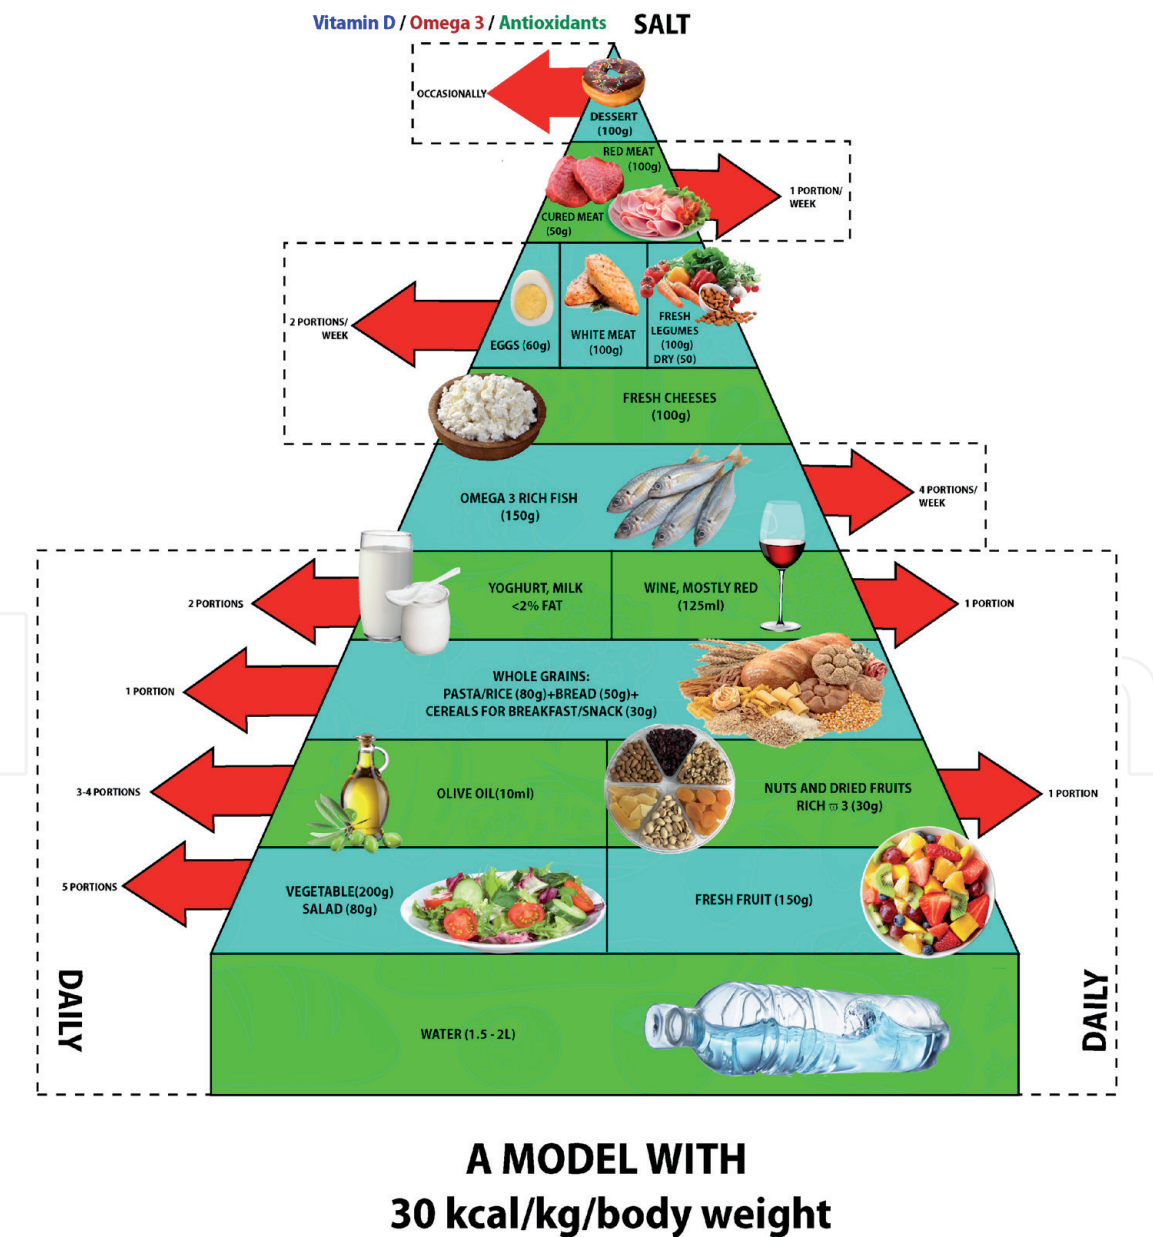 Vitamin D / Omega 3 / Antioxidants SALT
OCCASIONALLY
DESSERT
(100g)
RED MEAT
(100g)
1 PORTION/
WEEK
CURED MEAT
(50g)
2 PORTIONS/
WEEK
EGGS (60g)
WHITE MEAT
(100g)
FRESH
LEGUMES
(100g)
DRY (50)
FRESH CHEESES
(100g)
OMEGA 3 RICH FISH
(150g)
4 PORTIONS/
WEEK
2 PORTIONS
YOGHURT, MILK
<2% FAT
WINE, MOSTLY RED
(125ml)
1 PORTION
1 PORTION
WHOLE GRAINS:
PASTA/RICE (80g)+BREAD (50g)+
CEREALS FOR BREAKFAST/SNACK (30g)
3-4 PORTIONS
OLIVE OIL(10ml)
NUTS AND DRIED FRUITS
RICH ϖ 3 (30g)
1 PORTION
5 PORTIONS
VEGETABLE(200g)
SALAD (80g)
FRESH FRUIT (150g)
DAILY
WATER (1.5 - 2L)
DAILY
A MODEL WITH
30 kcal/kg/body weight